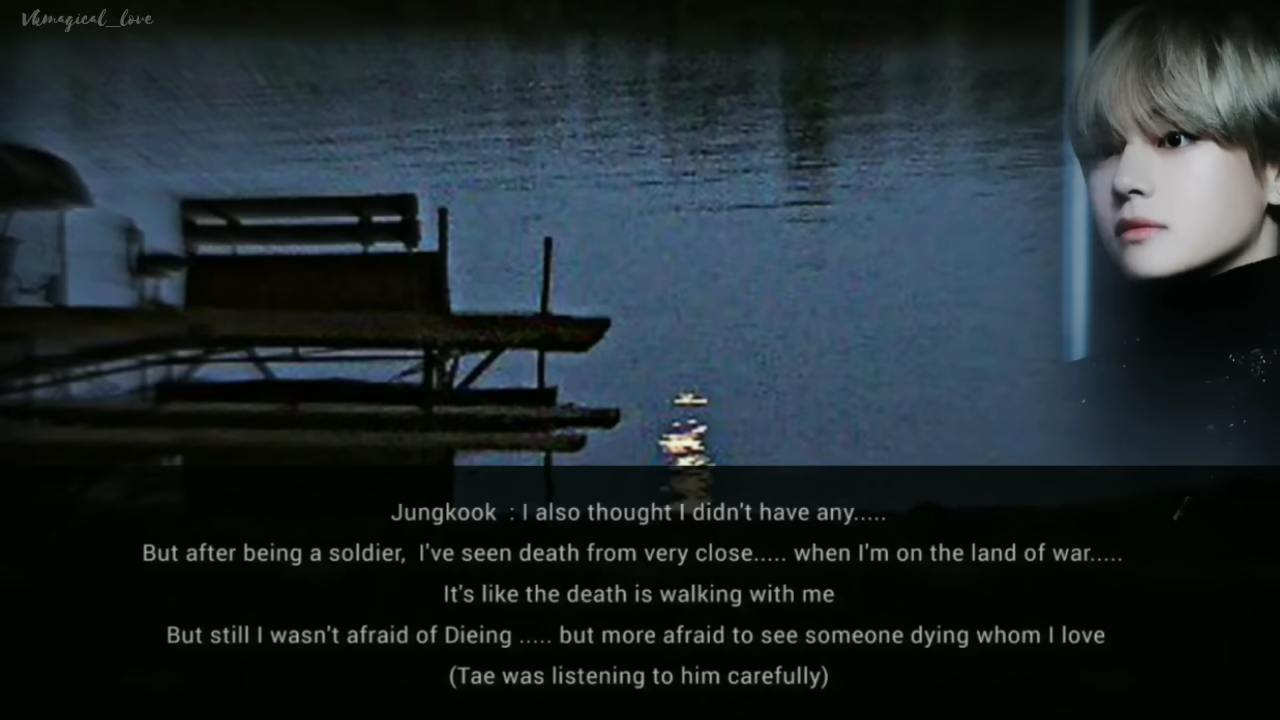 Vkmagical_love
Jungkook : I also thought I didn't have any.....
But after being a soldier, I've seen death from very close..... when I'm on the land of war.....
It's like the death is walking with me
But still I wasn't afraid of Dieing ..... but more afraid to see someone dying whom I love
(Tae was listening to him carefully)